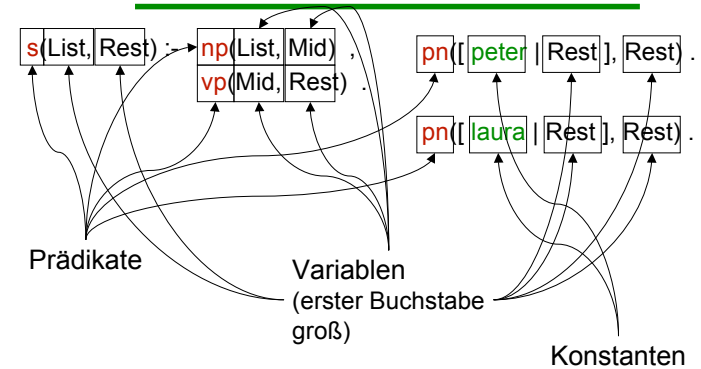 s(List, Rest) :- np(List, Mid) ,
vp(Mid, Rest) .
pn([ peter | Rest ], Rest) .
pn([ laura | Rest ], Rest) .
Prädikate
Variablen
(erster Buchstabe
groß)
Konstanten